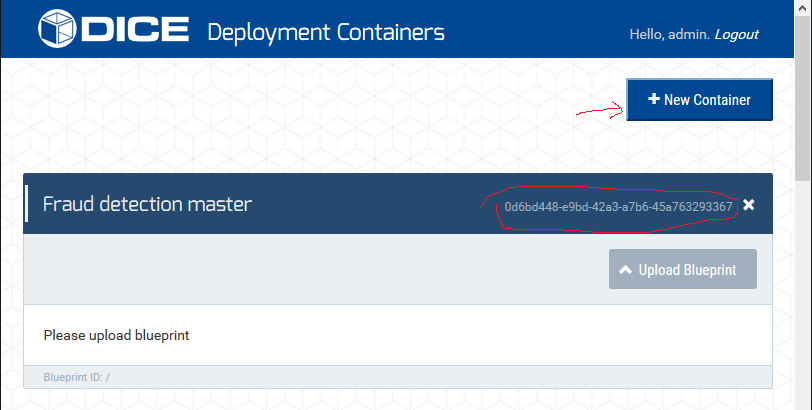 DICE Deployment Containers
Hello, admin. Logout
New Container
Fraud detection master
0d6bd448-e9bd-42a3-a7b6-45a763293367
Upload Blueprint
Please upload blueprint
Blueprint ID: /